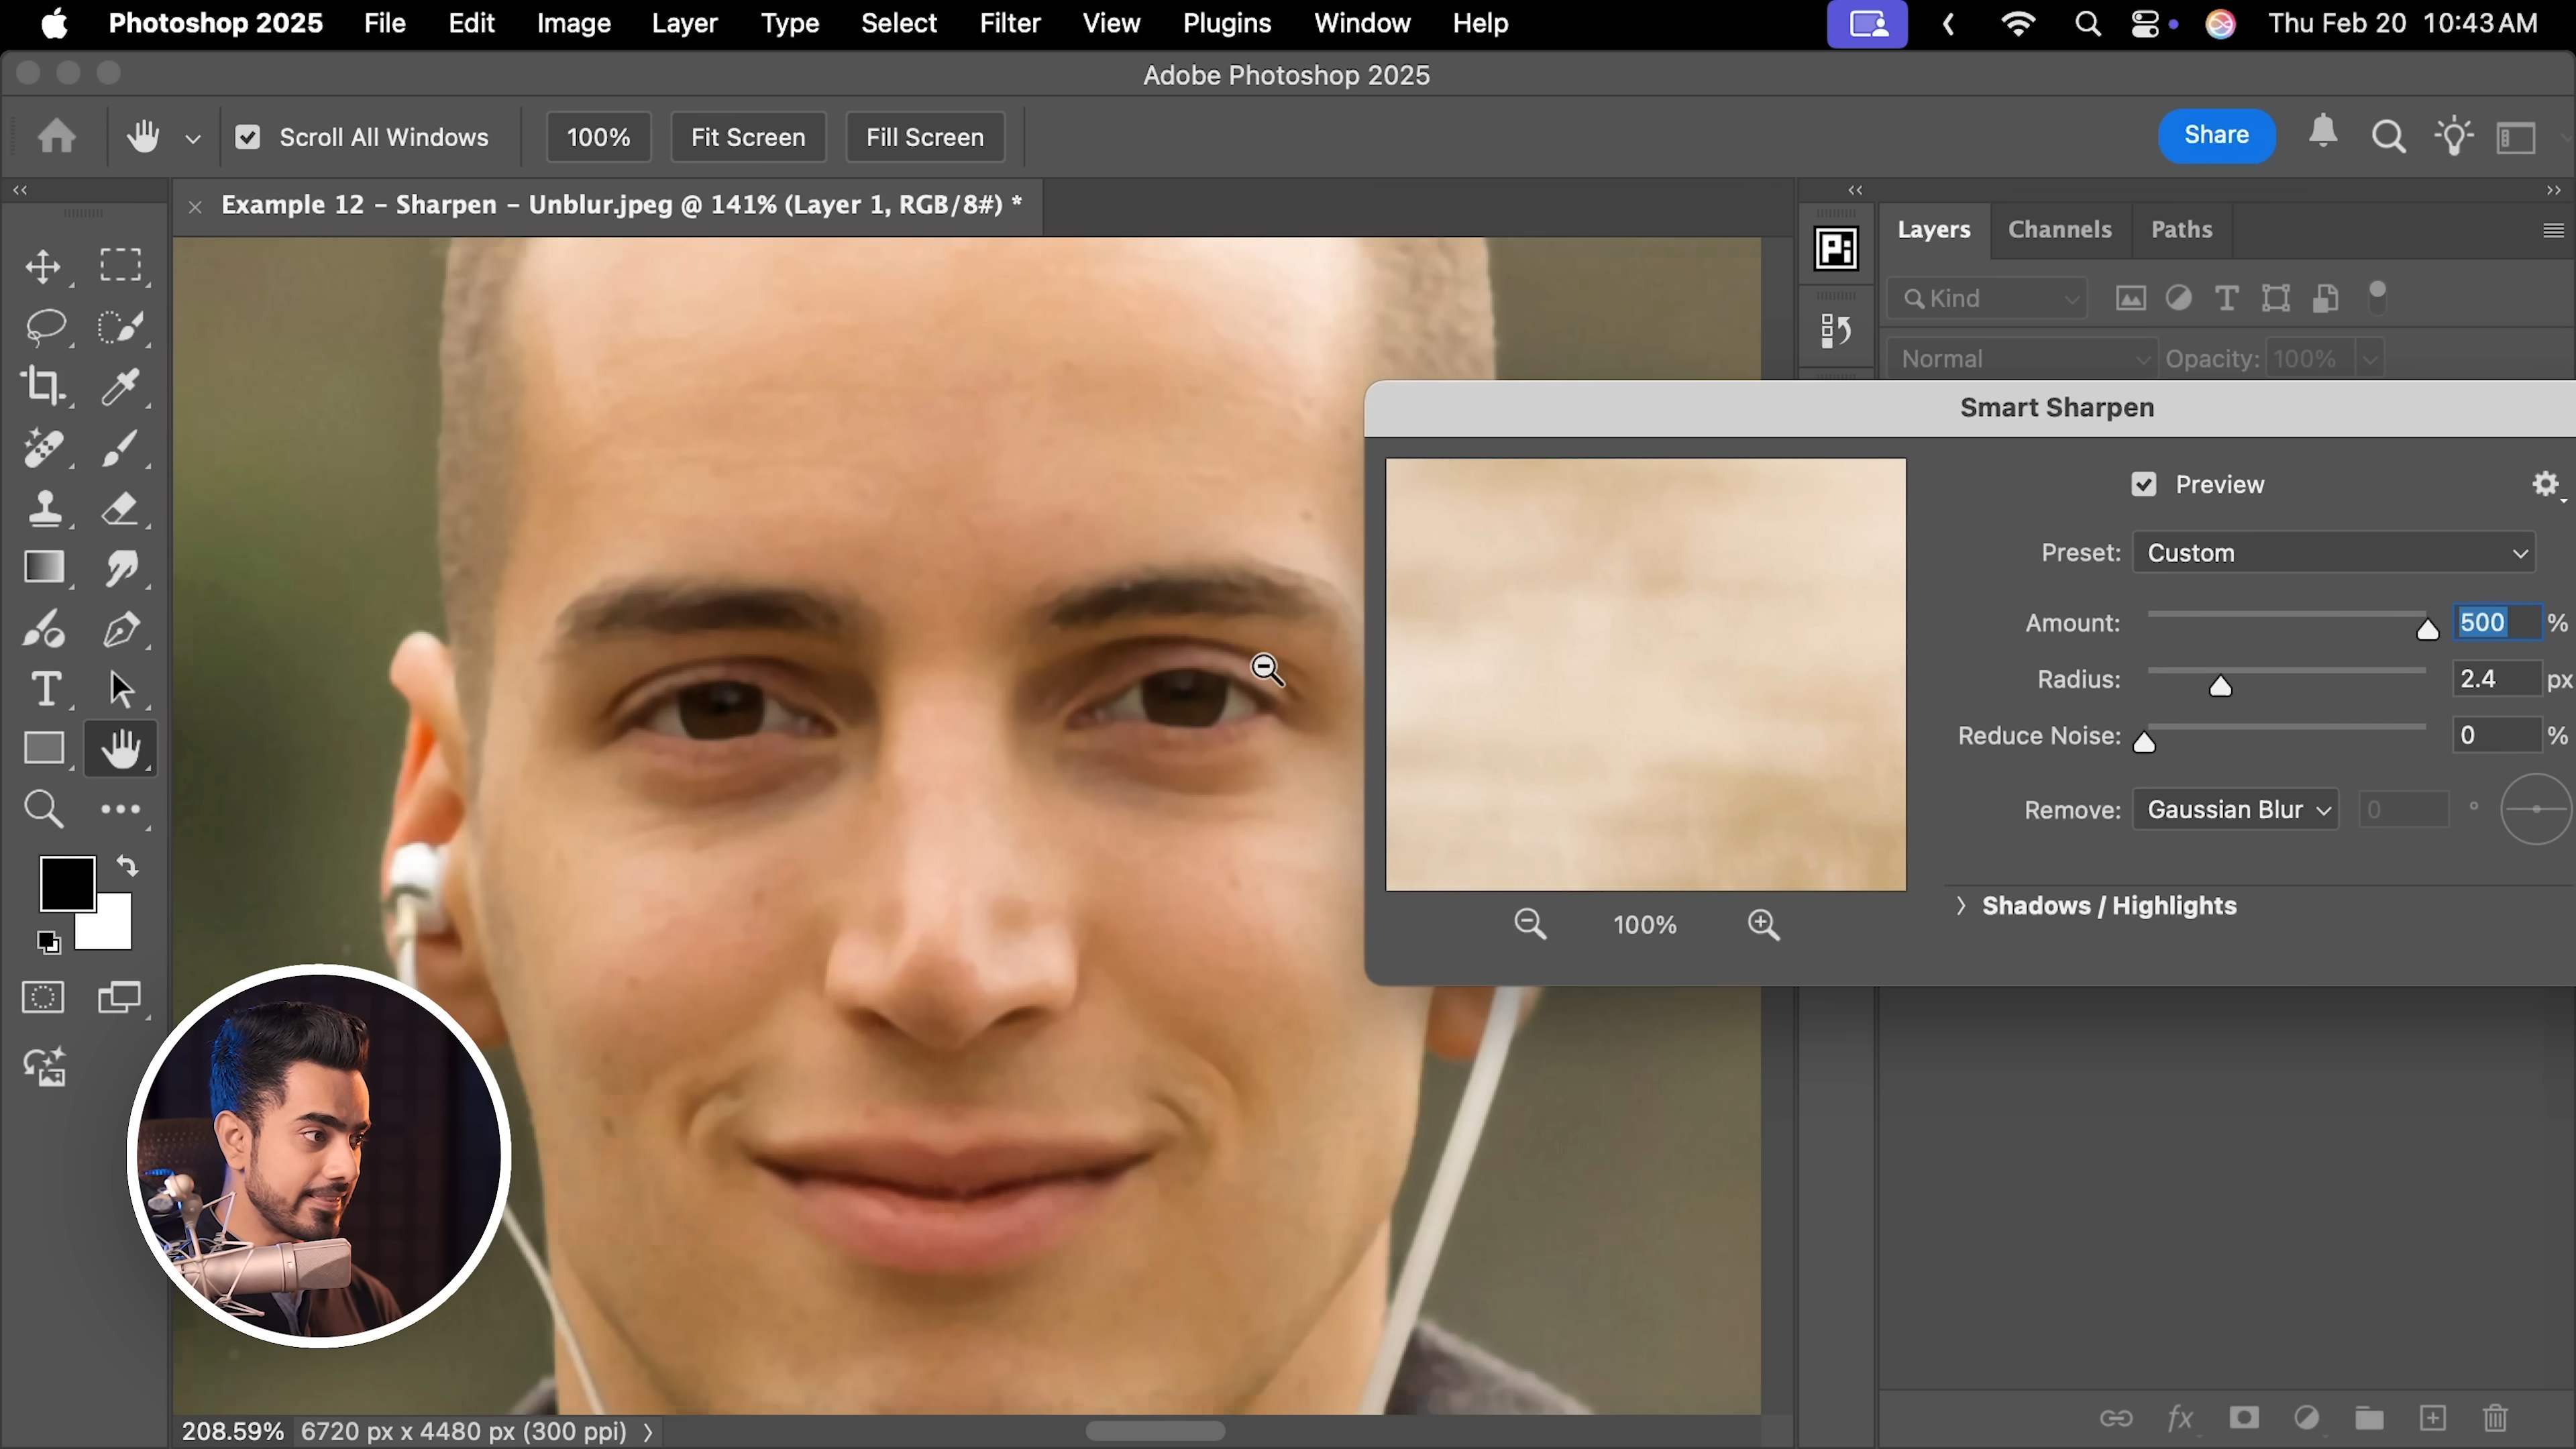 Photoshop 2025 File Edit Image Layer Type Select Filter View Plugins Window Help Thu Feb 20 10:43 AM
Adobe Photoshop 2025
Scroll All Windows 100% Fit Screen Fill Screen Share
Example 12 – Sharpen – Unblur.jpeg @ 141% (Layer 1, RGB/8#) *
Pi
Layers Channels Paths
Kind
Normal Opacity: 100%
Smart Sharpen
Preview
Preset: Custom
Amount: 500 %
Radius: 2.4 px
Reduce Noise: 0 %
Remove: Gaussian Blur 0 °
Shadows / Highlights
100%
208.59% 6720 px x 4480 px (300 ppi)
fx